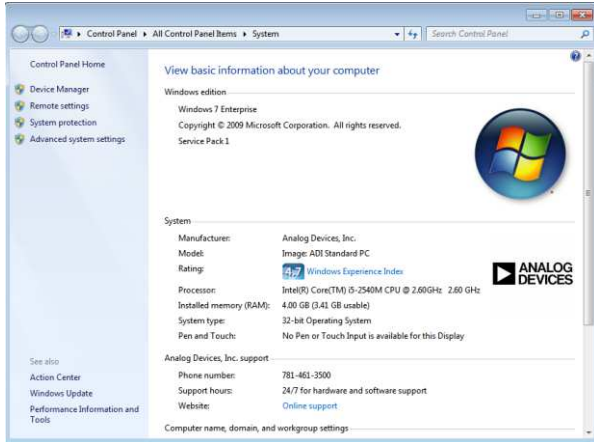 Control Panel ▸ All Control Panel Items ▸ System
Search Control Panel
Control Panel Home
Device Manager
Remote settings
System protection
Advanced system settings
See also
Action Center
Windows Update
Performance Information and
Tools
View basic information about your computer
Windows edition
Windows 7 Enterprise
Copyright © 2009 Microsoft Corporation. All rights reserved.
Service Pack 1
System
Manufacturer: Analog Devices, Inc.
Model: Image: ADI Standard PC
Rating: 4,7 Windows Experience Index
Processor: Intel(R) Core(TM) i5-2540M CPU @ 2.60GHz 2.60 GHz
Installed memory (RAM): 4.00 GB (3.41 GB usable)
System type: 32-bit Operating System
Pen and Touch: No Pen or Touch Input is available for this Display
ANALOG
DEVICES
Analog Devices, Inc. support
Phone number: 781-461-3500
Support hours: 24/7 for hardware and software support
Website: Online support
Computer name, domain, and workgroup settings